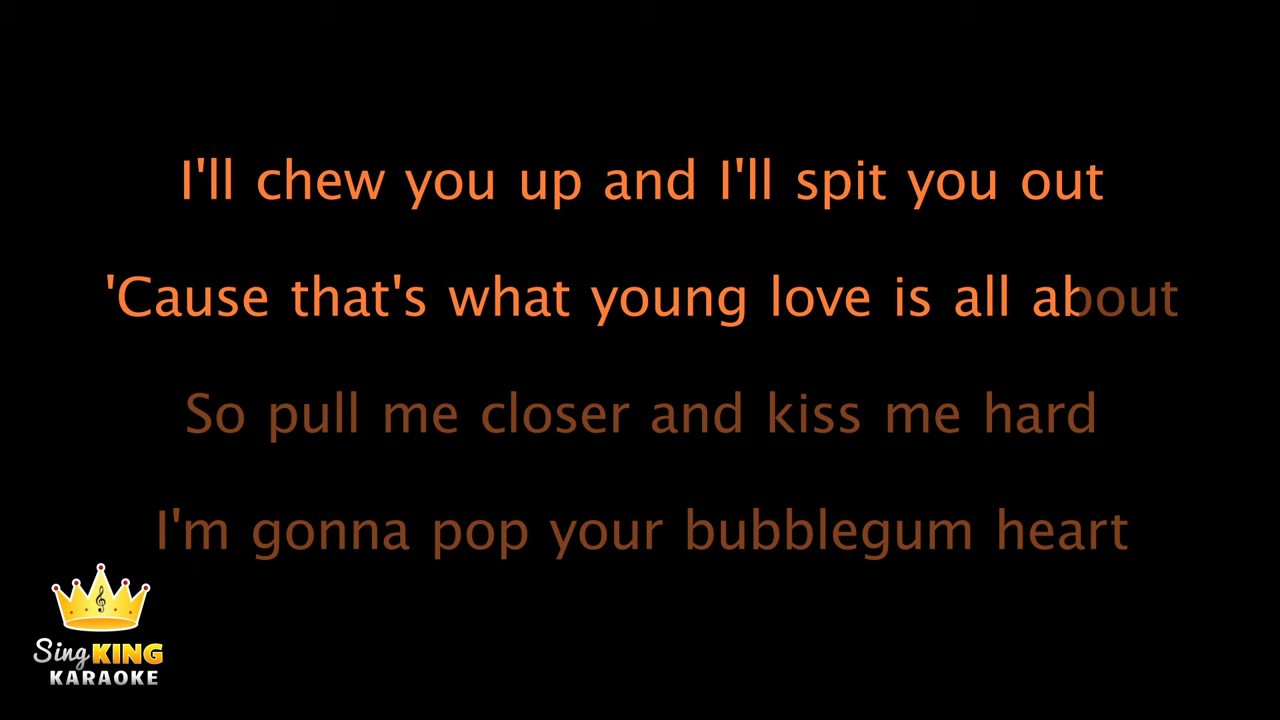 I'll chew you up and I'll spit you out
'Cause that's what young love is all about
So pull me closer and kiss me hard
I'm gonna pop your bubblegum heart
Sing KING
KARAOKE